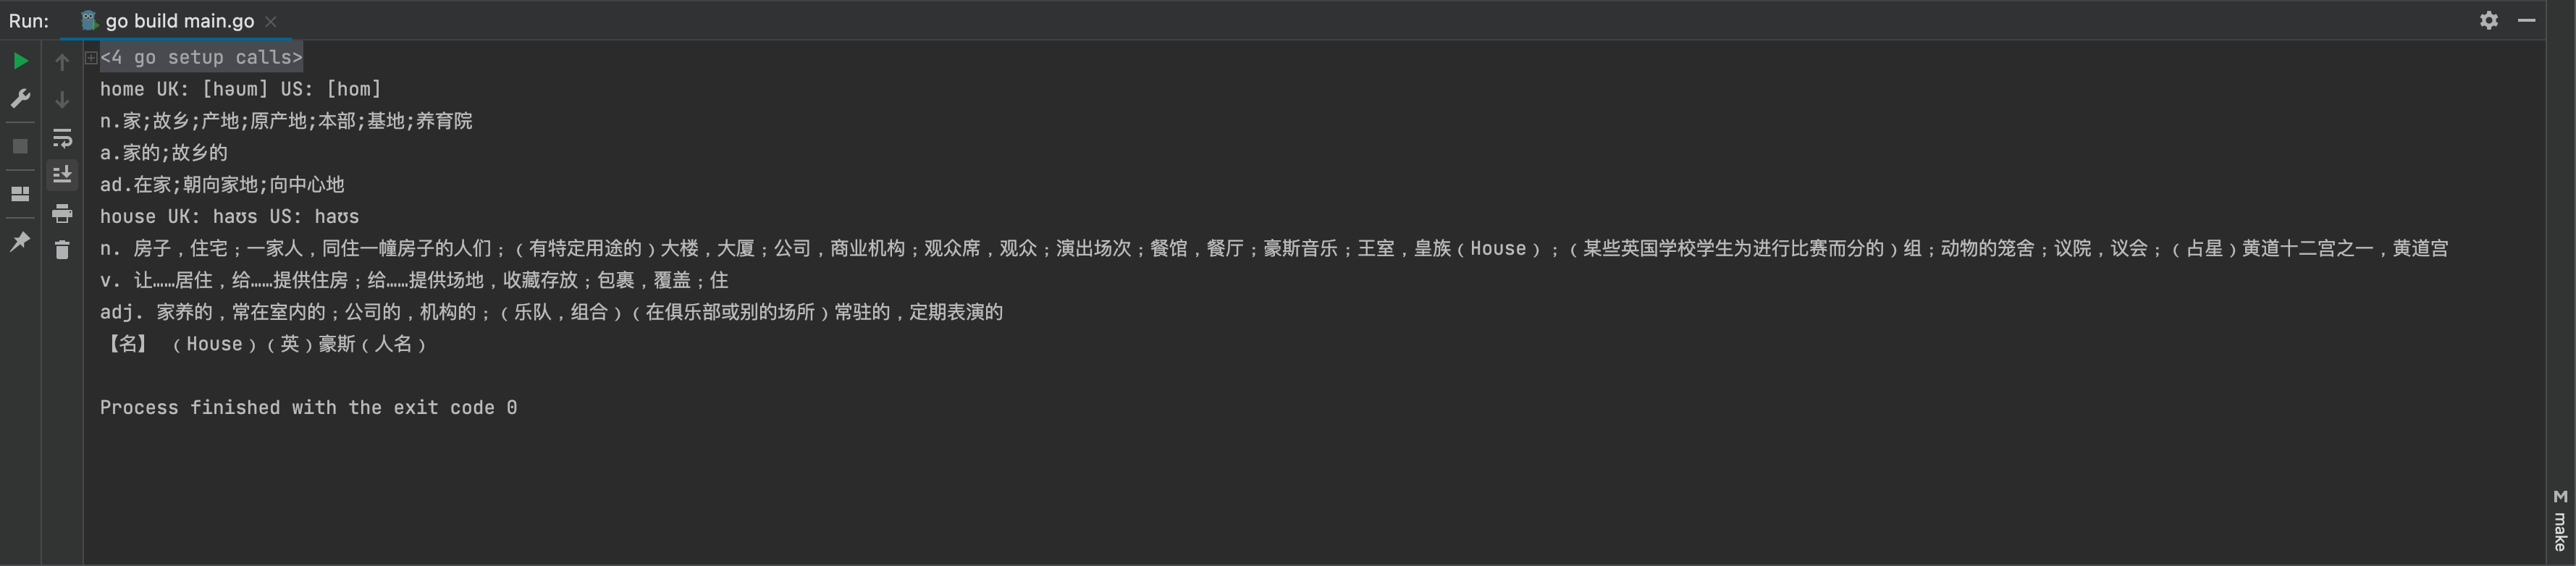 Run:
go build main.go
<4 go setup calls>
home UK: [həum] US: [hom]
n.家;故乡;产地;原产地;本部;基地;养育院
a.家的;故乡的
ad.在家;朝向家地;向中心地
house UK: haʊs US: haʊs
n. 房子，住宅；一家人，同住一幢房子的人们；（有特定用途的）大楼，大厦；公司，商业机构；观众席，观众；演出场次；餐馆，餐厅；豪斯音乐；王室，皇族（House）；（某些英国学校学生为进行比赛而分的）组；动物的笼舍；议院，议会；（占星）黄道十二宫之一，黄道宫
v. 让……居住，给……提供住房；给……提供场地，收藏存放；包裹，覆盖；住
adj. 家养的，常在室内的；公司的，机构的；（乐队，组合）（在俱乐部或别的场所）常驻的，定期表演的
【名】 （House）（英）豪斯（人名）
Process finished with the exit code 0
M make